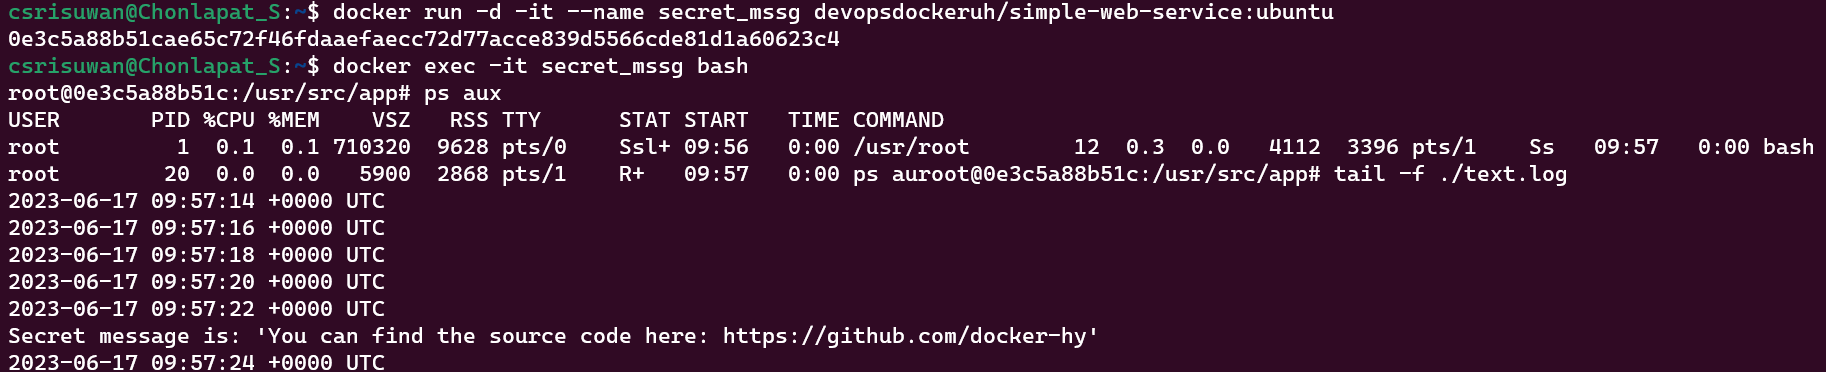 csrisuwan@Chonlapat_S:~$ docker run -d -it --name secret_mssg devopsdockeruh/simple-web-service:ubuntu
0e3c5a88b51cae65c72f46fdaaefaecc72d77acce839d5566cde81d1a60623c4
csrisuwan@Chonlapat_S:~$ docker exec -it secret_mssg bash
root@0e3c5a88b51c:/usr/src/app# ps aux
USER       PID %CPU %MEM    VSZ   RSS TTY      STAT START   TIME COMMAND
root         1  0.1  0.1 710320  9628 pts/0    Ssl+ 09:56   0:00 /usr/root        12  0.3  0.0   4112  3396 pts/1    Ss   09:57   0:00 bash
root        20  0.0  0.0   5900  2868 pts/1    R+   09:57   0:00 ps auroot@0e3c5a88b51c:/usr/src/app# tail -f ./text.log
2023-06-17 09:57:14 +0000 UTC
2023-06-17 09:57:16 +0000 UTC
2023-06-17 09:57:18 +0000 UTC
2023-06-17 09:57:20 +0000 UTC
2023-06-17 09:57:22 +0000 UTC
Secret message is: 'You can find the source code here: https://github.com/docker-hy'
2023-06-17 09:57:24 +0000 UTC